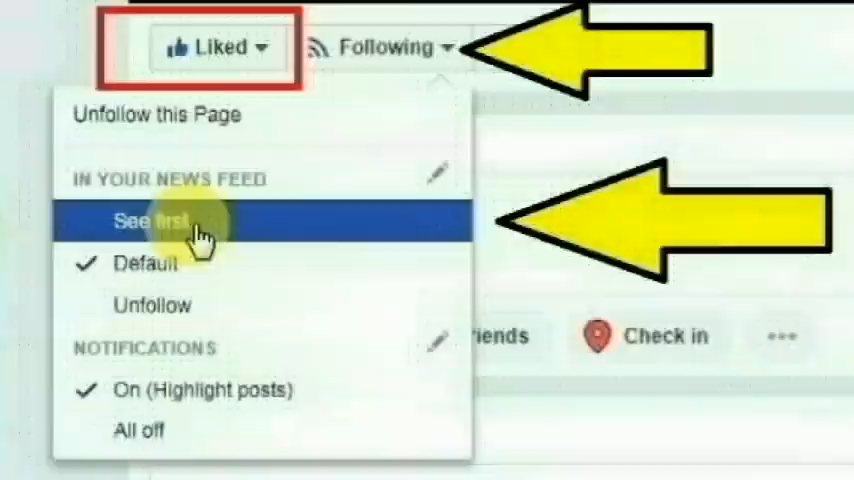 Liked
Following
Unfollow this Page
IN YOUR NEWS FEED
See first
Default
Unfollow
riends
Check in
NOTIFICATIONS
On (Highlight posts)
All off